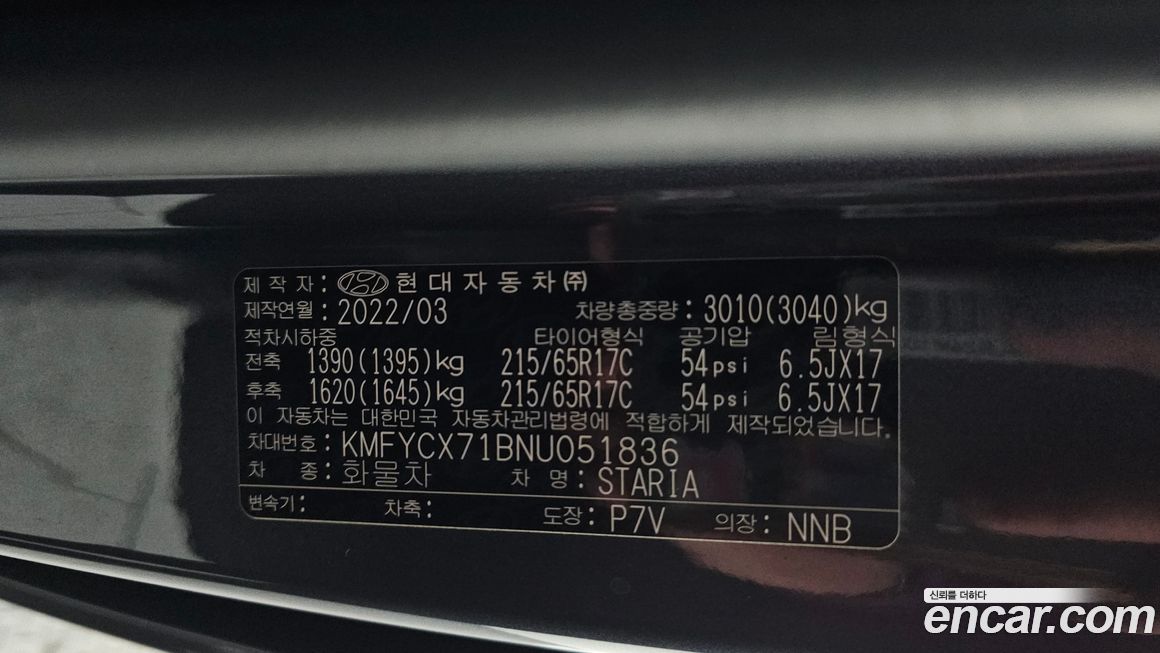 제작자: 현대자동차㈜
제작연월: 2022/03 차량총중량: 3010(3040)kg
적차시하중 타이어형식 공기압 림형식
전축 1390(1395)kg 215/65R17C 54psi 6.5JX17
후축 1620(1645)kg 215/65R17C 54psi 6.5JX17
이 자동차는 대한민국 자동차관리법령에 적합하게 제작되었습니다.
차대번호: KMFYCX71BNU051836
차 종: 화물차 차 명: STARIA
변속기: 차축: 도장: P7V 의장: NNB
신뢰를 더하다
encar.com